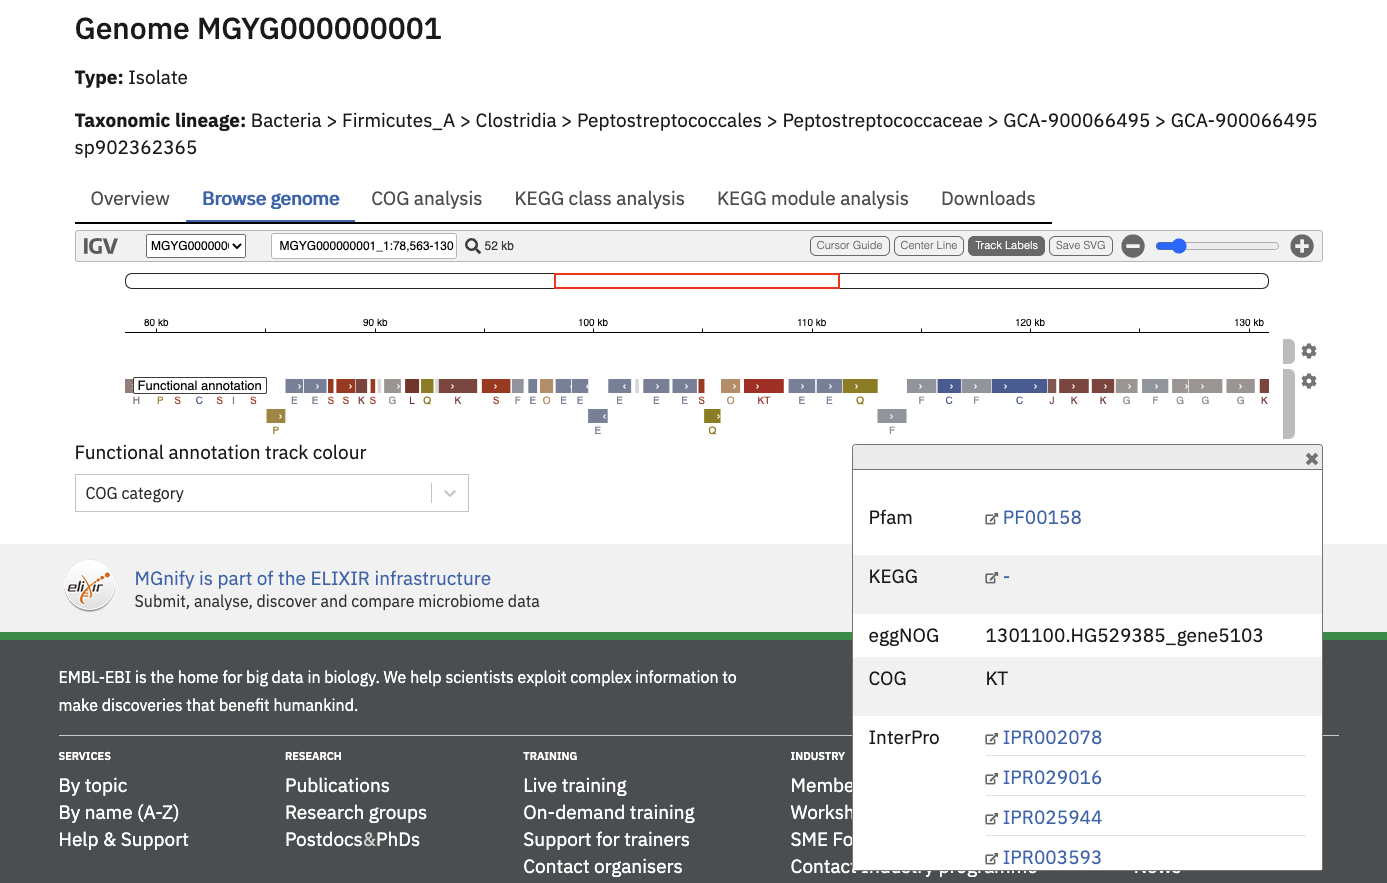 Genome MGYG000000001
Type: Isolate
Taxonomic lineage: Bacteria > Firmicutes_A > Clostridia > Peptostreptococcales > Peptostreptococcaceae > GCA-900066495 > GCA-900066495
sp902362365
Overview Browse genome COG analysis KEGG class analysis KEGG module analysis Downloads
IGV MGYG000000 MGYG000000001_1:78,563-130 52 kb Cursor Guide Center Line Track Labels Save SVG
80 kb 90 kb 100 kb 110 kb 120 kb 130 kb
Functional annotation
H P S C S I S E E S S K S G L Q K S F E O E E E E E S O KT E E Q F C F C J K K G F G G G K
P E Q F
Functional annotation track colour
COG category
Pfam PF00158
KEGG -
eggNOG 1301100.HG529385_gene5103
COG KT
InterPro IPR002078
IPR029016
IPR025944
IPR003593
elixir
MGnify is part of the ELIXIR infrastructure
Submit, analyse, discover and compare microbiome data
EMBL-EBI is the home for big data in biology. We help scientists exploit complex information to
make discoveries that benefit humankind.
SERVICES RESEARCH TRAINING INDUSTRY
By topic Publications Live training Membe
By name (A-Z) Research groups On-demand training Worksh
Help & Support Postdocs&PhDs Support for trainers SME Fo
Contact organisers Contact industry programme News